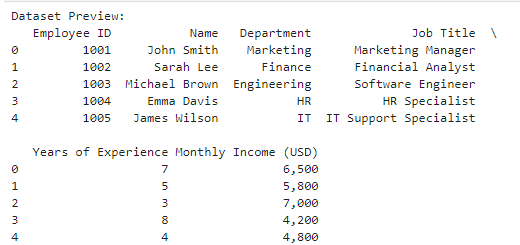 Dataset Preview:
Employee ID Name Department Job Title \
0 1001 John Smith Marketing Marketing Manager
1 1002 Sarah Lee Finance Financial Analyst
2 1003 Michael Brown Engineering Software Engineer
3 1004 Emma Davis HR HR Specialist
4 1005 James Wilson IT IT Support Specialist
Years of Experience Monthly Income (USD)
0 7 6,500
1 5 5,800
2 3 7,000
3 8 4,200
4 4 4,800